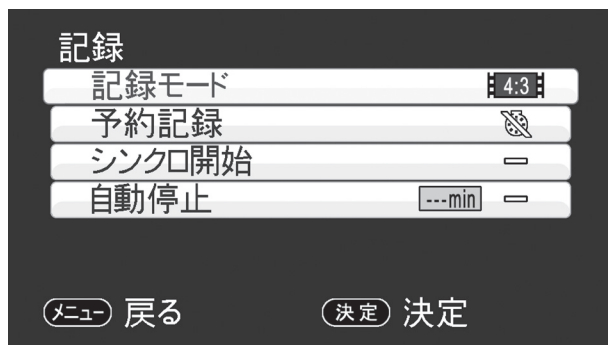 記録
記録モード 4:3
予約記録
シンクロ開始
自動停止 ---min
メニュー 戻る 決定 決定